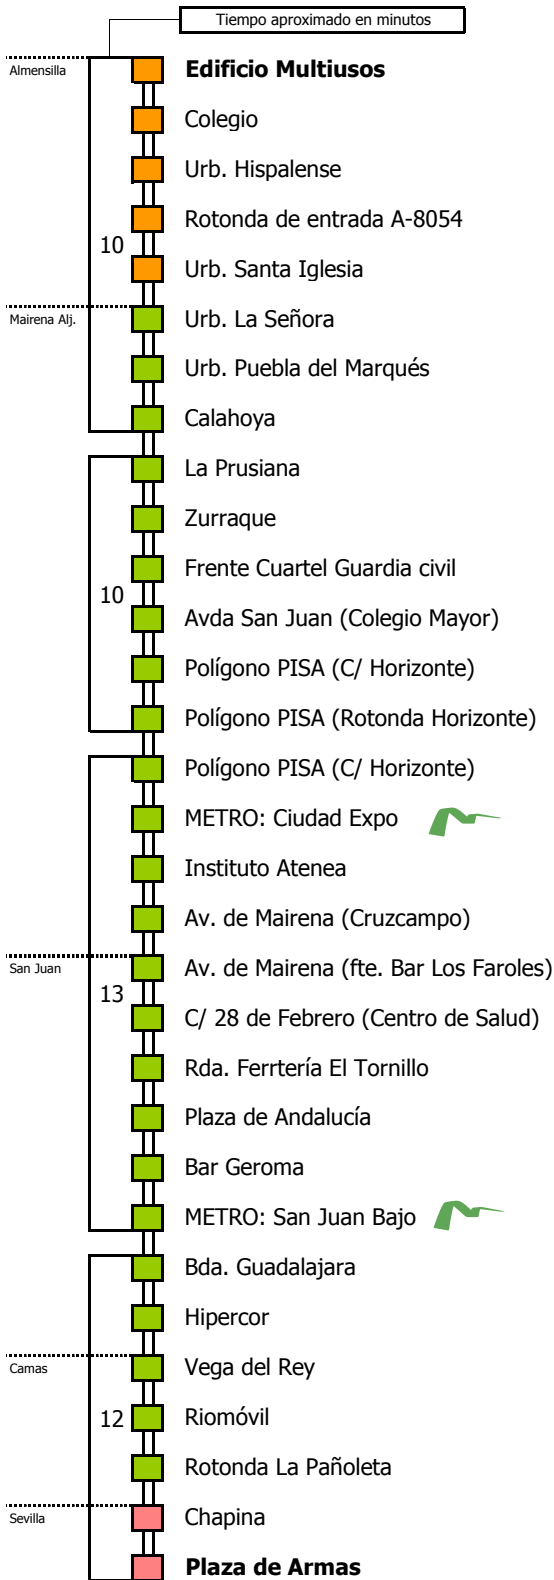 Tiempo aproximado en minutos
Almensilla
Edificio Multiusos
Colegio
Urb. Hispalense
Rotonda de entrada A-8054
10
Urb. Santa Iglesia
Mairena Alj.
Urb. La Señora
Urb. Puebla del Marqués
Calahoya
La Prusiana
Zurraque
Frente Cuartel Guardia civil
10
Avda San Juan (Colegio Mayor)
Polígono PISA (C/ Horizonte)
Polígono PISA (Rotonda Horizonte)
Polígono PISA (C/ Horizonte)
METRO: Ciudad Expo
Instituto Atenea
Av. de Mairena (Cruzcampo)
San Juan
Av. de Mairena (fte. Bar Los Faroles)
13
C/ 28 de Febrero (Centro de Salud)
Rda. Ferrtería El Tornillo
Plaza de Andalucía
Bar Geroma
METRO: San Juan Bajo
Bda. Guadalajara
Hipercor
Camas
Vega del Rey
12
Riomóvil
Rotonda La Pañoleta
Sevilla
Chapina
Plaza de Armas